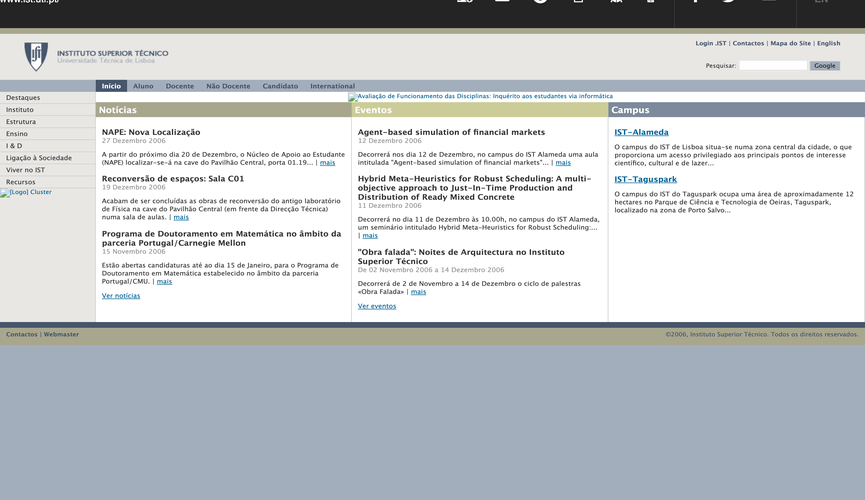 www.ist.utl.pt/
EN
INSTITUTO SUPERIOR TÉCNICO
Universidade Técnica de Lisboa
Login .IST | Contactos | Mapa do Site | English
Pesquisar:
Google
Início Aluno Docente Não Docente Candidato International
Destaques
Instituto
Estrutura
Ensino
I & D
Ligação à Sociedade
Viver no IST
Recursos
[Logo] Cluster
Avaliação de Funcionamento das Disciplinas: Inquérito aos estudantes via informática
Notícias
NAPE: Nova Localização
27 Dezembro 2006
A partir do próximo dia 20 de Dezembro, o Núcleo de Apoio ao Estudante
(NAPE) localizar-se-á na cave do Pavilhão Central, porta 01.19... | mais
Reconversão de espaços: Sala C01
19 Dezembro 2006
Acabam de ser concluídas as obras de reconversão do antigo laboratório
de Física na cave do Pavilhão Central (em frente da Direcção Técnica)
numa sala de aulas. | mais
Programa de Doutoramento em Matemática no âmbito da
parceria Portugal/Carnegie Mellon
15 Novembro 2006
Estão abertas candidaturas até ao dia 15 de Janeiro, para o Programa de
Doutoramento em Matemática estabelecido no âmbito da parceria
Portugal/CMU. | mais
Ver notícias
Eventos
Agent-based simulation of financial markets
12 Dezembro 2006
Decorrerá nos dia 12 de Dezembro, no campus do IST Alameda uma aula
intitulada "Agent-based simulation of financial markets"... | mais
Hybrid Meta-Heuristics for Robust Scheduling: A multi-
objective approach to Just-In-Time Production and
Distribution of Ready Mixed Concrete
11 Dezembro 2006
Decorrerá no dia 11 de Dezembro às 10.00h, no campus do IST Alameda,
um seminário intitulado Hybrid Meta-Heuristics for Robust Scheduling:...
| mais
"Obra falada": Noites de Arquitectura no Instituto
Superior Técnico
De 02 Novembro 2006 a 14 Dezembro 2006
Decorrerá de 2 de Novembro a 14 de Dezembro o ciclo de palestras
«Obra Falada» | mais
Ver eventos
Campus
IST-Alameda
O campus do IST de Lisboa situa-se numa zona central da cidade, o que
proporciona um acesso privilegiado aos principais pontos de interesse
científico, cultural e de lazer...
IST-Taguspark
O campus do IST do Taguspark ocupa uma área de aproximadamente 12
hectares no Parque de Ciência e Tecnologia de Oeiras, Taguspark,
localizado na zona de Porto Salvo...
Contactos | Webmaster
©2006, Instituto Superior Técnico. Todos os direitos reservados.